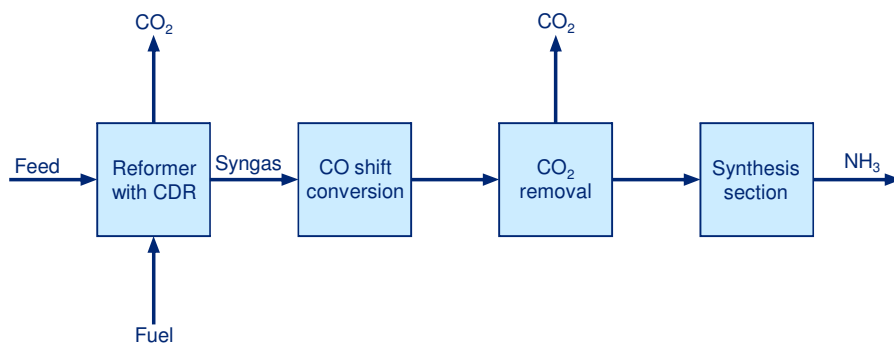 CO₂
CO₂
Feed
Reformer
with CDR
Syngas
CO shift
conversion
CO₂
removal
Synthesis
section
NH₃
Fuel